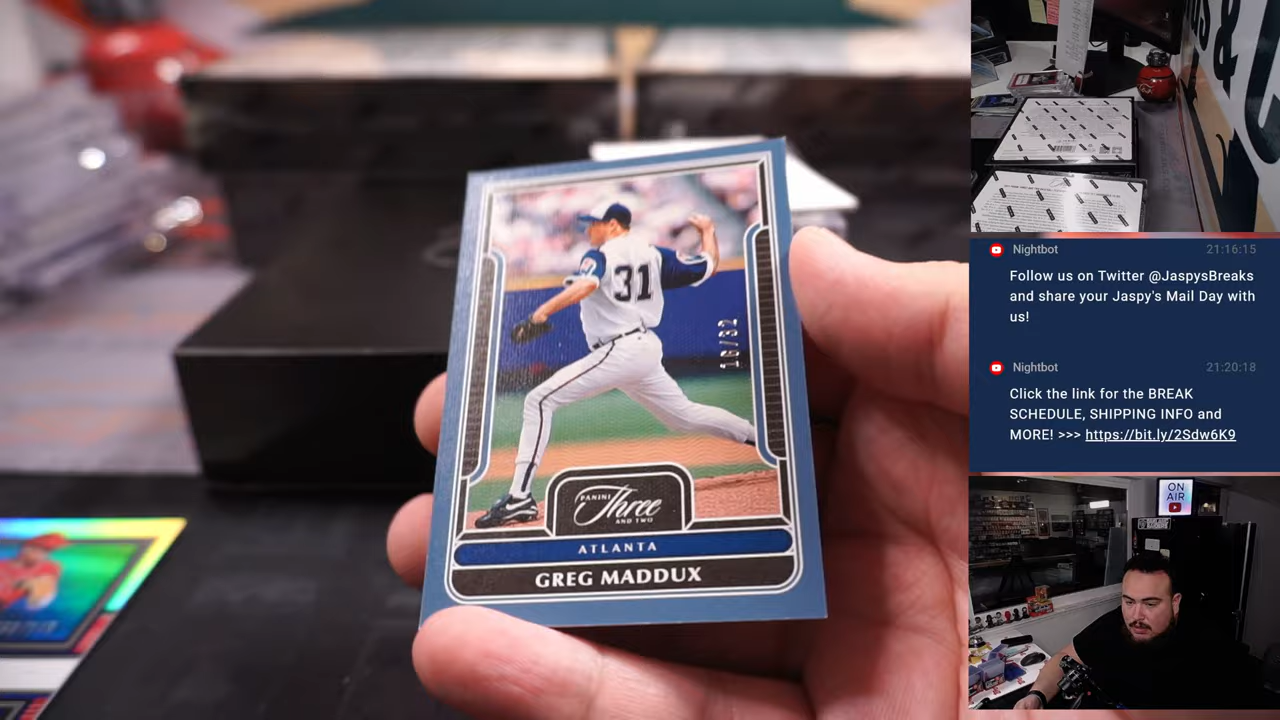 31
16/32
PANINI
Three
AND TWO
ATLANTA
GREG MADDUX
Nightbot 21:16:15
Follow us on Twitter @JaspysBreaks
and share your Jaspy's Mail Day with
us!
Nightbot 21:20:18
Click the link for the BREAK
SCHEDULE, SHIPPING INFO and
MORE! >>> https://bit.ly/2Sdw6K9
ON
AIR